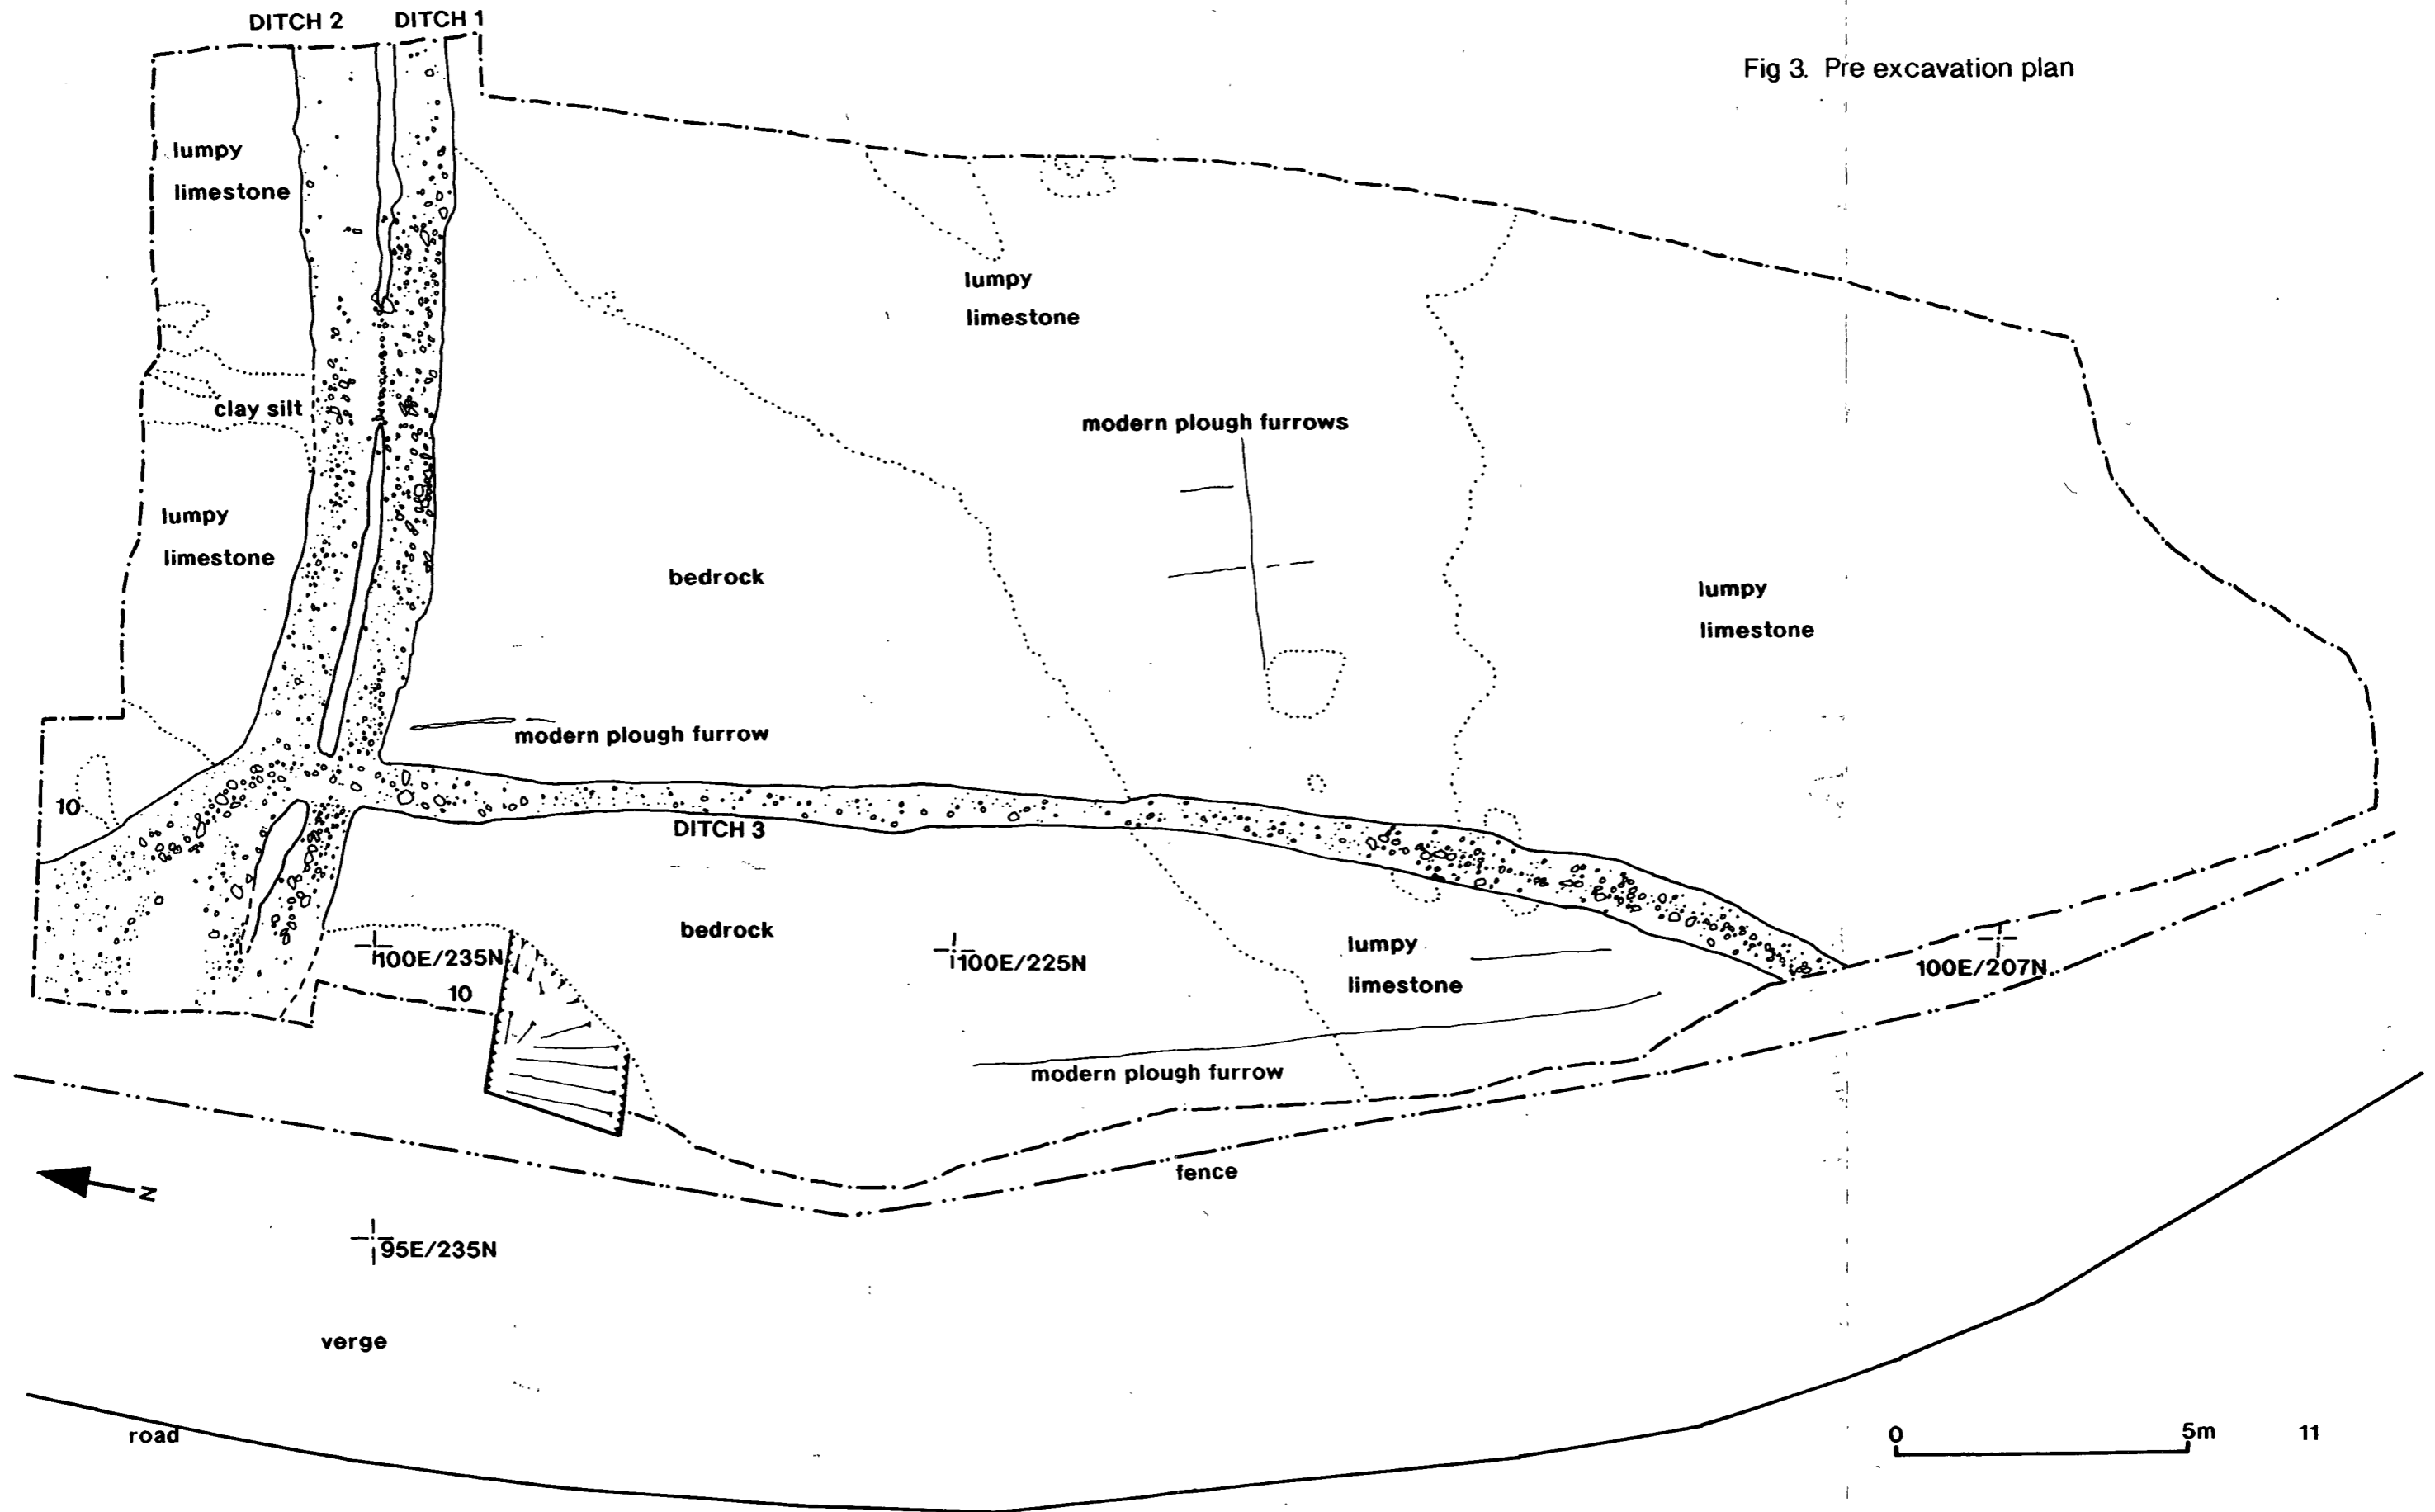 DITCH 2
DITCH 1
Fig 3. Pre excavation plan
lumpy
limestone
lumpy
limestone
clay silt
modern plough furrows
lumpy
limestone
bedrock
lumpy
limestone
modern plough furrow
10
DITCH 3
bedrock
lumpy
limestone
100E/235N
100E/225N
100E/207N
10
modern plough furrow
fence
N
95E/235N
verge
road
0
5m
11